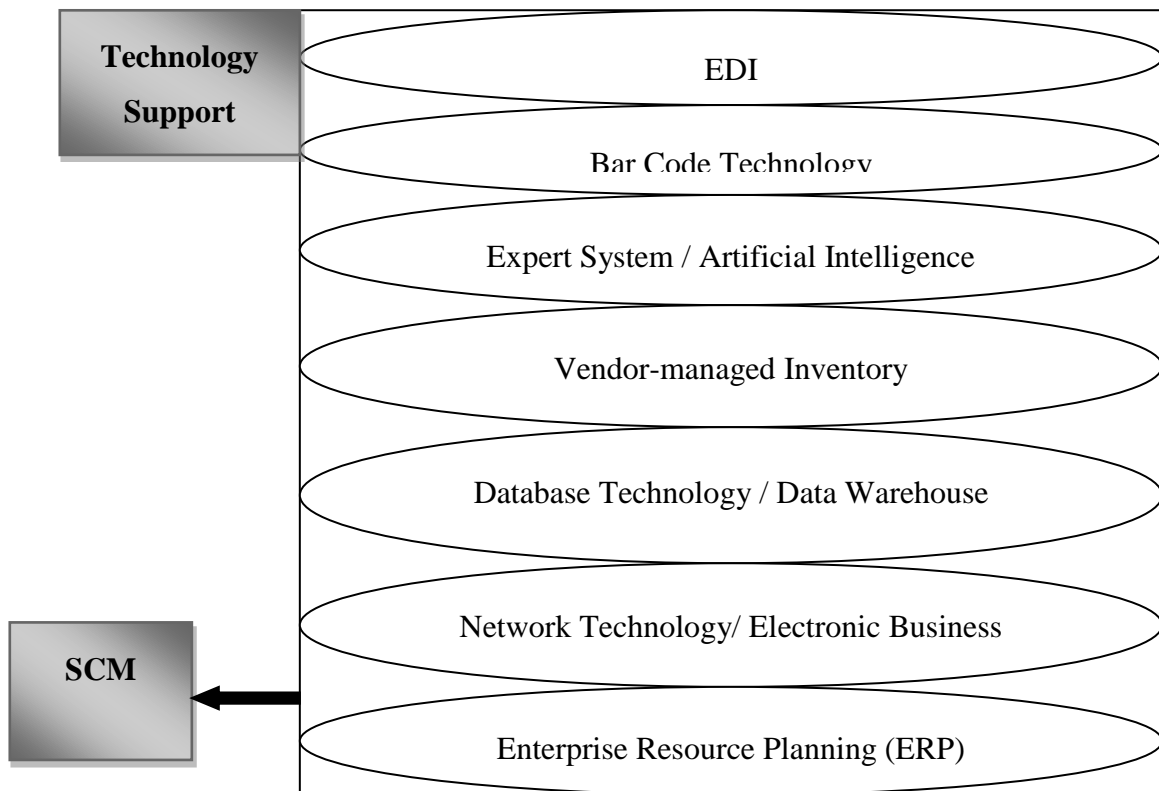 Technology
Support
EDI
Bar Code Technology
Expert System / Artificial Intelligence
Vendor-managed Inventory
Database Technology / Data Warehouse
Network Technology/ Electronic Business
SCM
Enterprise Resource Planning (ERP)